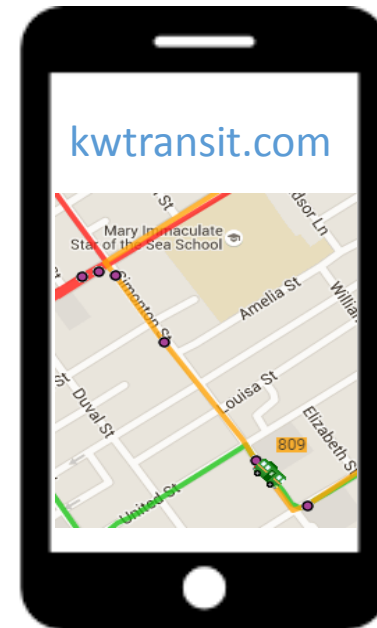 kwtransit.com
Mary Immaculate
Star of the Sea School
Simonton St
Amelia St
Duval St
Louisa St
809
Elizabeth S
United St